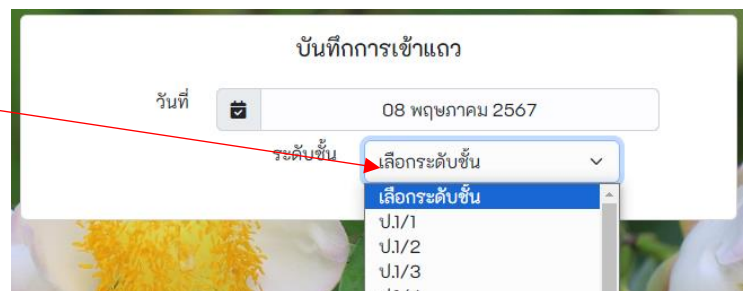 บันทึกการเข้าแถว
วันที่ 08 พฤษภาคม 2567
ระดับชั้น เลือกระดับชั้น
เลือกระดับชั้น
ป.1/1
ป.1/2
ป.1/3